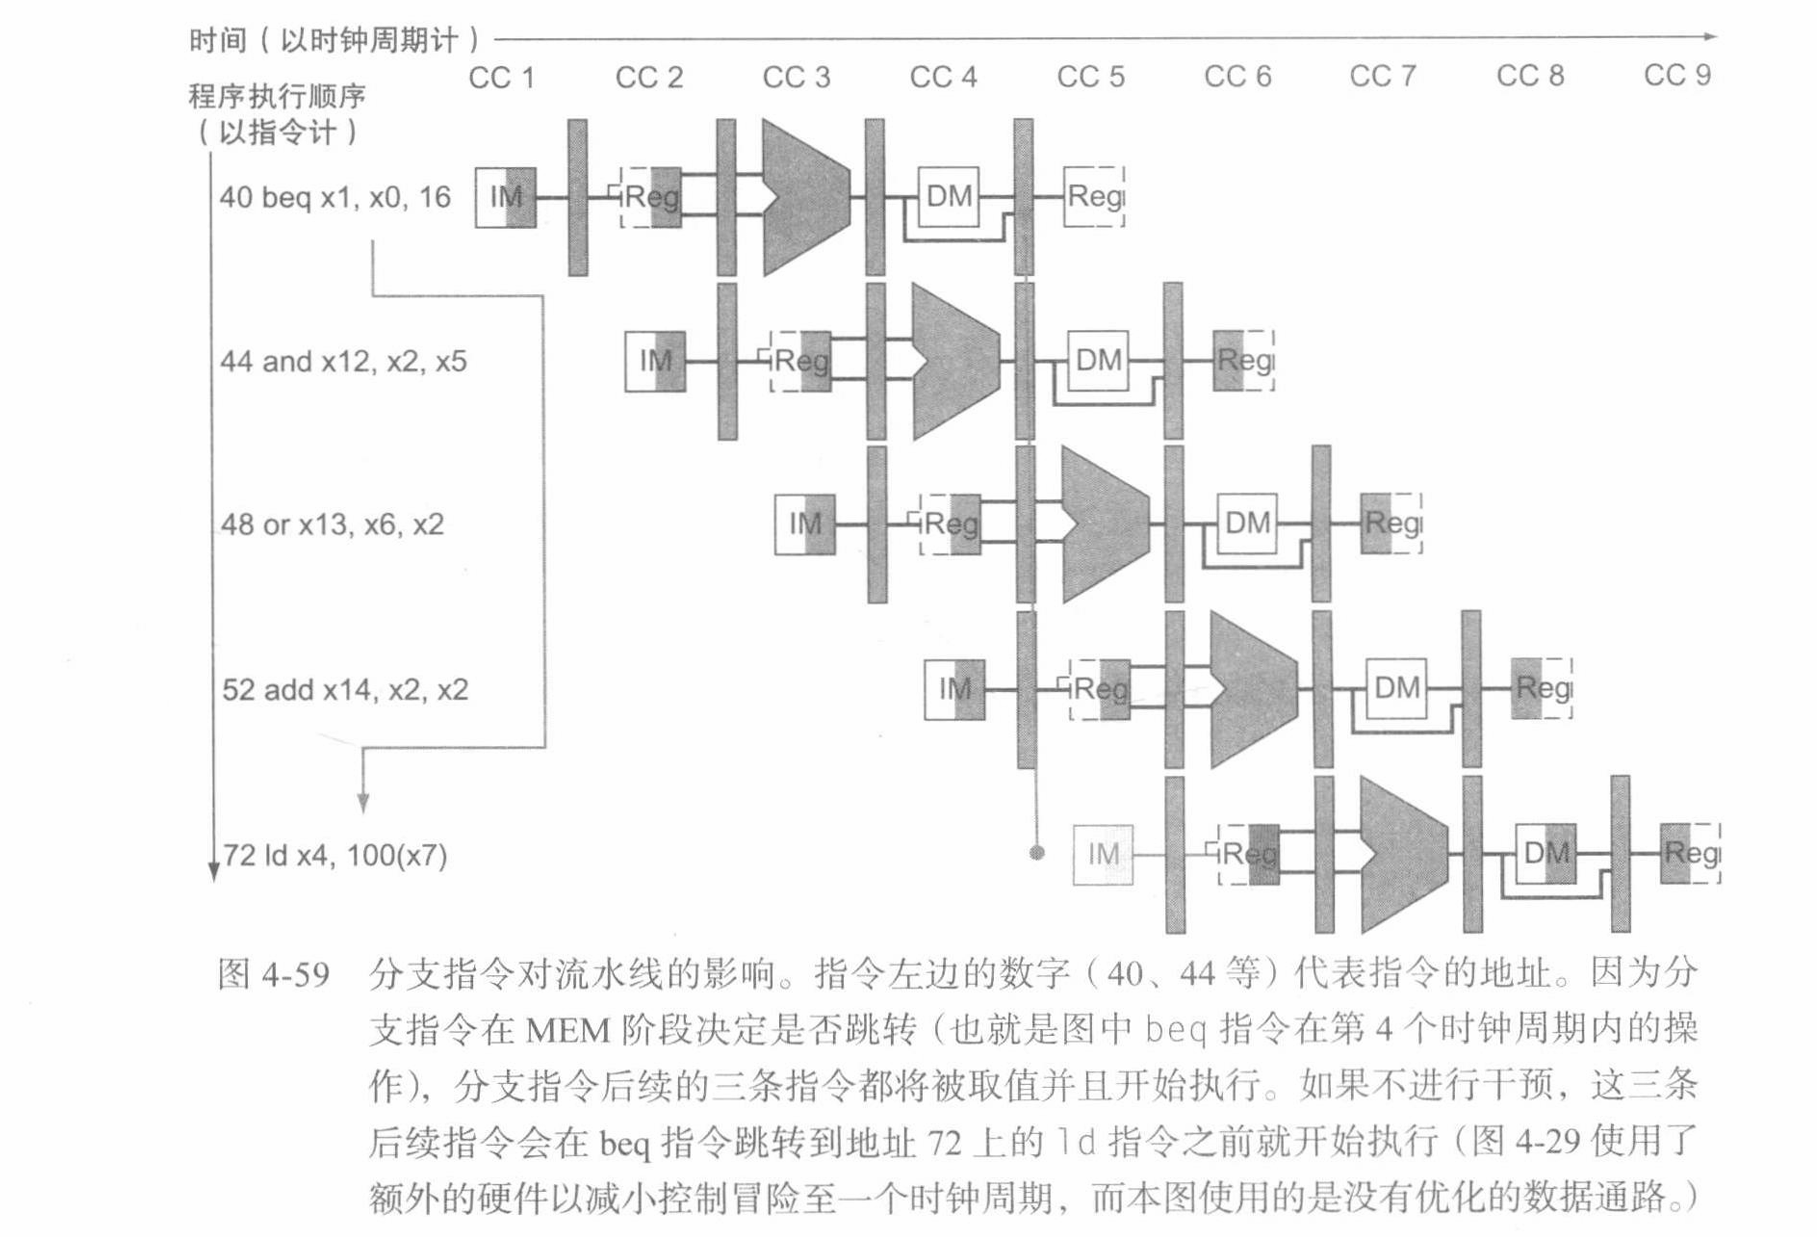 时间（以时钟周期计）
CC 1 CC 2 CC 3 CC 4 CC 5 CC 6 CC 7 CC 8 CC 9
程序执行顺序
（以指令计）
40 beq x1, x0, 16 IM Reg DM Reg
44 and x12, x2, x5 IM Reg DM Reg
48 or x13, x6, x2 IM Reg DM Reg
52 add x14, x2, x2 IM Reg DM Reg
72 ld x4, 100(x7) IM Reg DM Reg
图 4-59 分支指令对流水线的影响。指令左边的数字（40、44 等）代表指令的地址。因为分
支指令在 MEM 阶段决定是否跳转（也就是图中 beq 指令在第 4 个时钟周期内的操
作），分支指令后续的三条指令都将被取值并且开始执行。如果不进行干预，这三条
后续指令会在 beq 指令跳转到地址 72 上的 ld 指令之前就开始执行（图 4-29 使用了
额外的硬件以减小控制冒险至一个时钟周期，而本图使用的是没有优化的数据通路。）